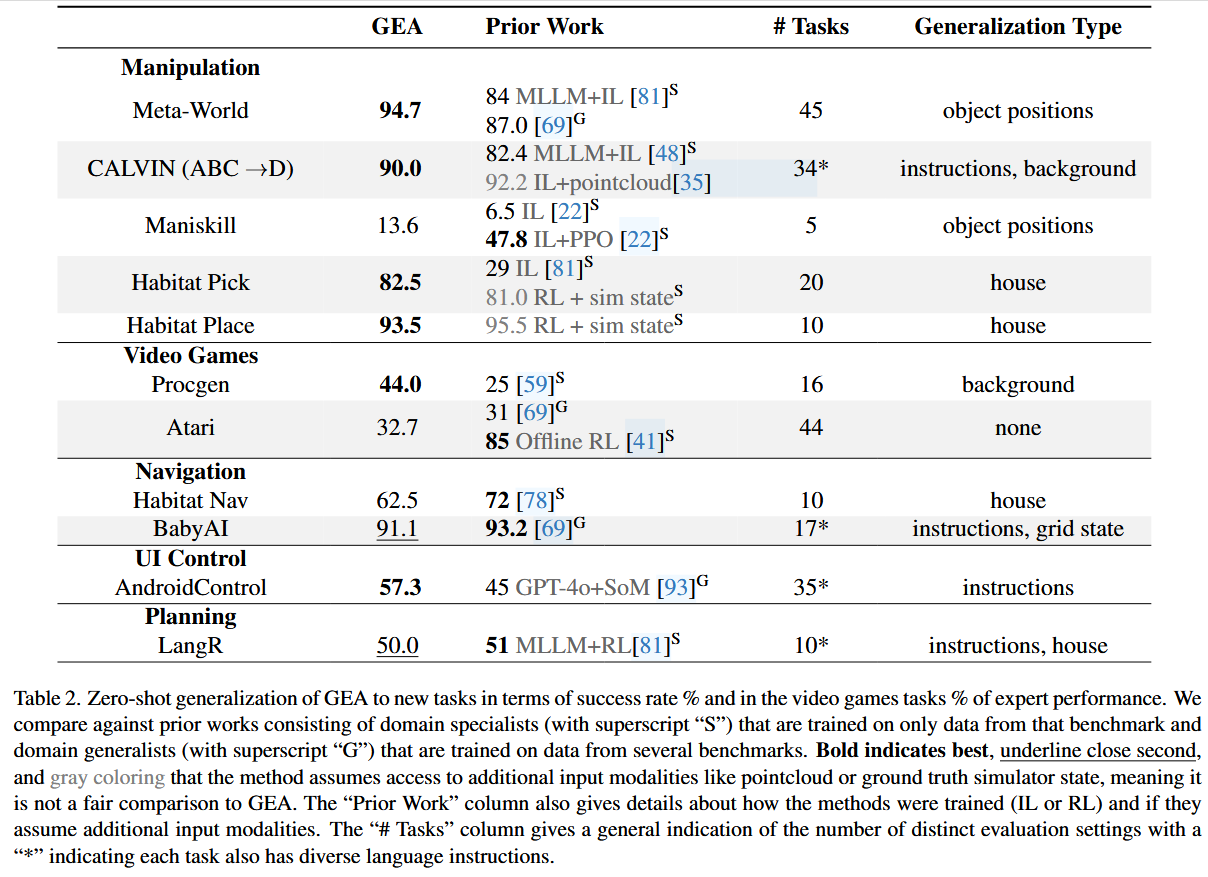 GEA Prior Work # Tasks Generalization Type
Manipulation
Meta-World 94.7 84 MLLM+IL [81]S 45 object positions
87.0 [69]G
CALVIN (ABC →D) 90.0 82.4 MLLM+IL [48]S 34* instructions, background
92.2 IL+pointcloud[35]
Maniskill 13.6 6.5 IL [22]S 5 object positions
47.8 IL+PPO [22]S
Habitat Pick 82.5 29 IL [81]S 20 house
81.0 RL + sim stateS
Habitat Place 93.5 95.5 RL + sim stateS 10 house
Video Games
Procgen 44.0 25 [59]S 16 background
Atari 32.7 31 [69]G 44 none
85 Offline RL [41]S
Navigation
Habitat Nav 62.5 72 [78]S 10 house
BabyAI 91.1 93.2 [69]G 17* instructions, grid state
UI Control
AndroidControl 57.3 45 GPT-4o+SoM [93]G 35* instructions
Planning
LangR 50.0 51 MLLM+RL[81]S 10* instructions, house
Table 2. Zero-shot generalization of GEA to new tasks in terms of success rate % and in the video games tasks % of expert performance. We
compare against prior works consisting of domain specialists (with superscript “S”) that are trained on only data from that benchmark and
domain generalists (with superscript “G”) that are trained on data from several benchmarks. Bold indicates best, underline close second,
and gray coloring that the method assumes access to additional input modalities like pointcloud or ground truth simulator state, meaning it
is not a fair comparison to GEA. The “Prior Work” column also gives details about how the methods were trained (IL or RL) and if they
assume additional input modalities. The “# Tasks” column gives a general indication of the number of distinct evaluation settings with a
“*” indicating each task also has diverse language instructions.